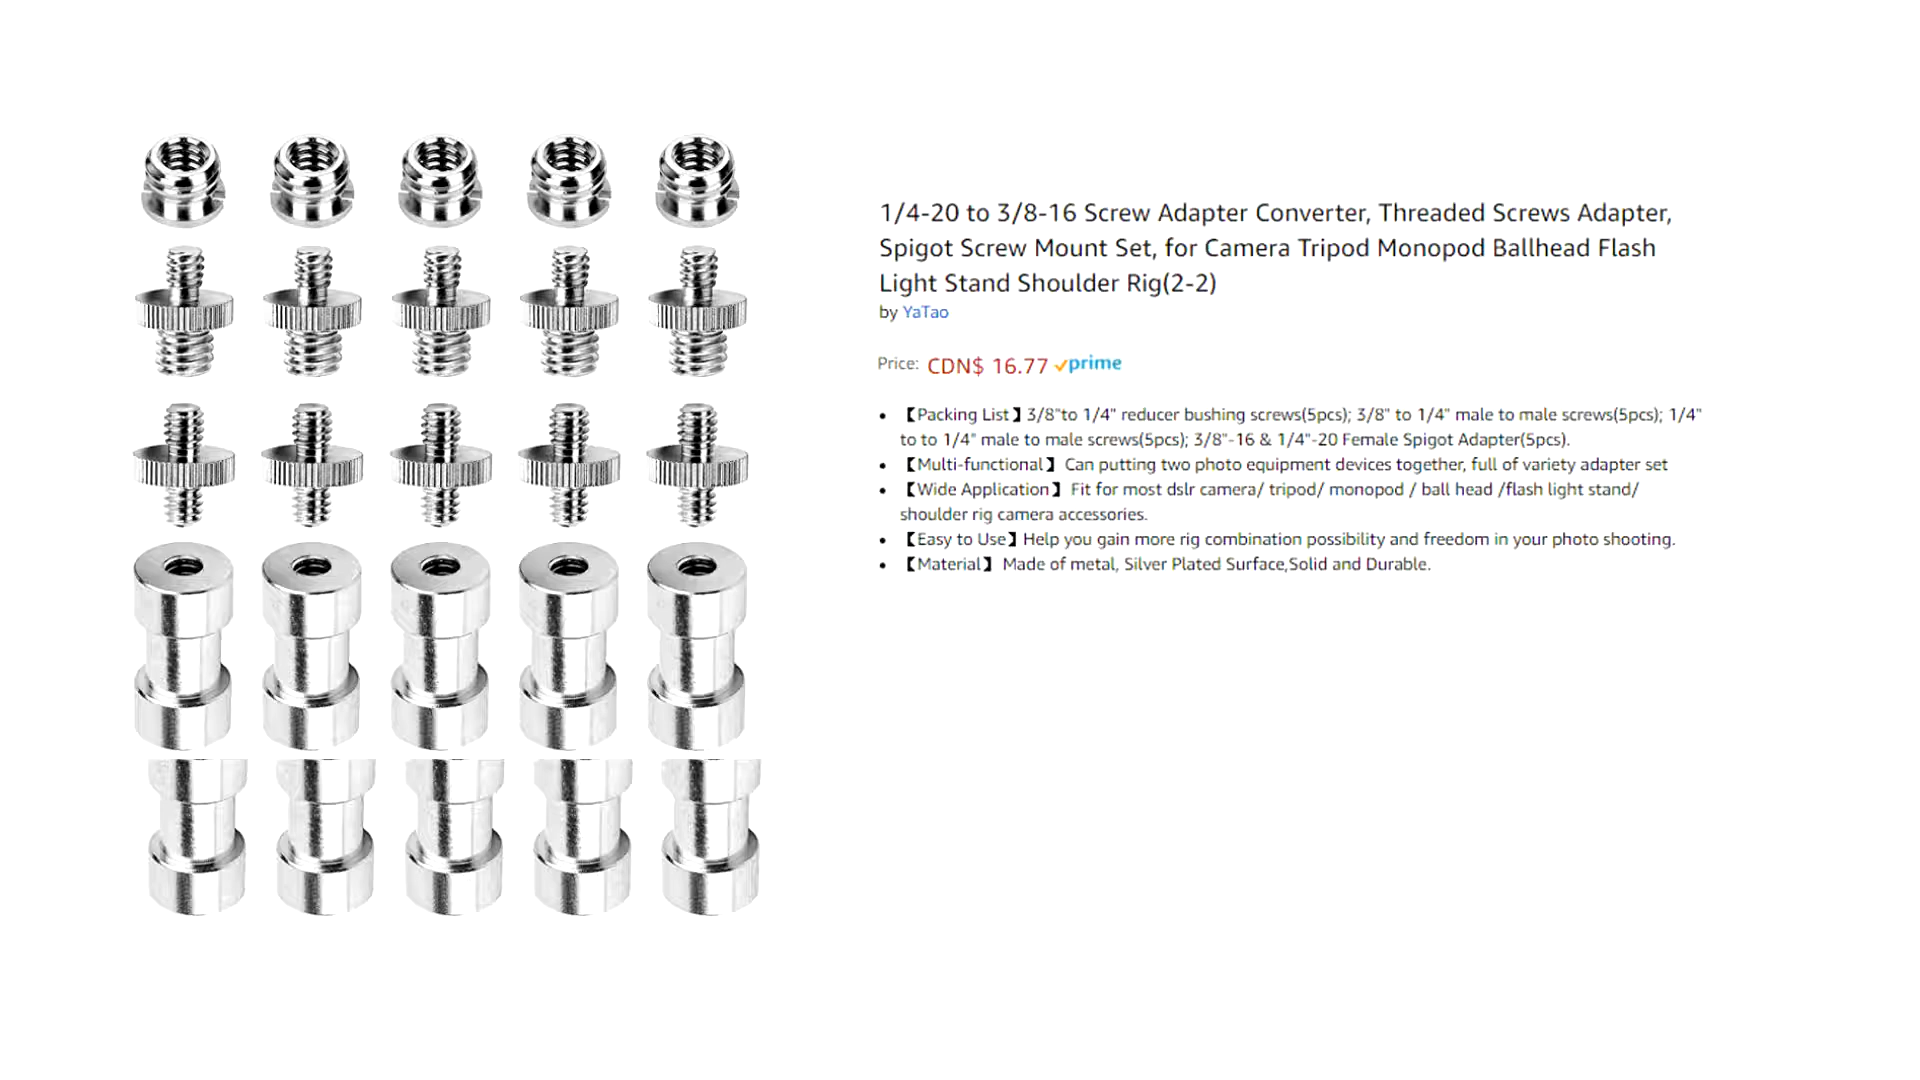 1/4-20 to 3/8-16 Screw Adapter Converter, Threaded Screws Adapter,
Spigot Screw Mount Set, for Camera Tripod Monopod Ballhead Flash
Light Stand Shoulder Rig(2-2)
by YaTao
Price: CDN$ 16.77 prime
• 【Packing List】3/8"to 1/4" reducer bushing screws(5pcs); 3/8" to 1/4" male to male screws(5pcs); 1/4"
to to 1/4" male to male screws(5pcs); 3/8"-16 & 1/4"-20 Female Spigot Adapter(5pcs).
• 【Multi-functional】 Can putting two photo equipment devices together, full of variety adapter set
• 【Wide Application】 Fit for most dslr camera/ tripod/ monopod / ball head /flash light stand/
shoulder rig camera accessories.
• 【Easy to Use】Help you gain more rig combination possibility and freedom in your photo shooting.
• 【Material】 Made of metal, Silver Plated Surface,Solid and Durable.